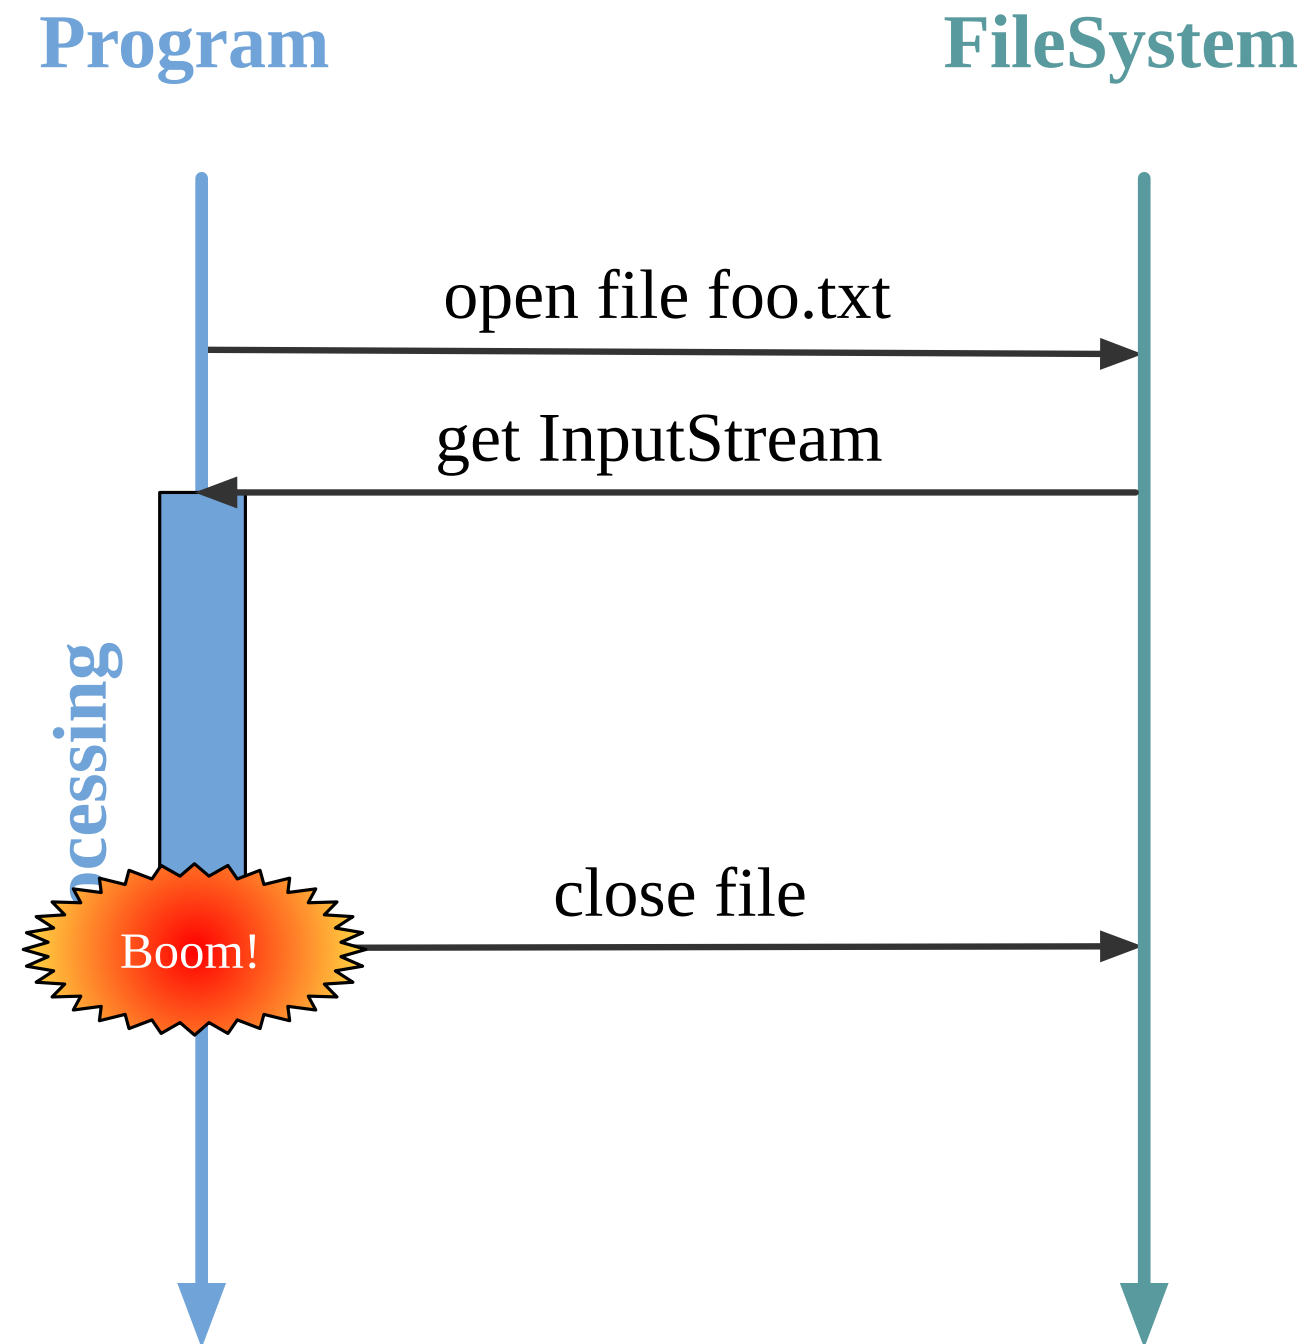 Program
FileSystem
open file foo.txt
get InputStream
ocessing
close file
Boom!